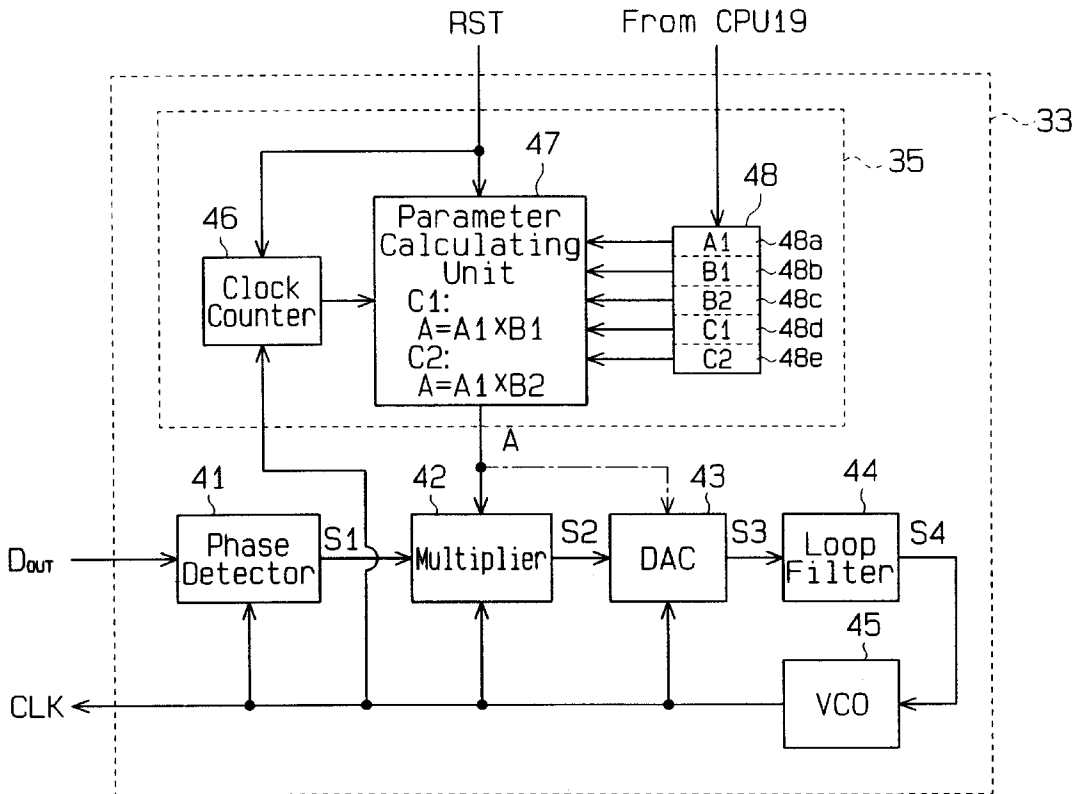 RST
From CPU19
33
35
47
48
46
Parameter
Calculating
Unit
C1:
A=A1×B1
C2:
A=A1×B2
A1
48a
B1
48b
B2
48c
C1
48d
C2
48e
Clock
Counter
A
41
42
43
44
DOUT
Phase
Detector
S1
Multiplier
S2
DAC
S3
Loop
Filter
S4
45
CLK
VCO